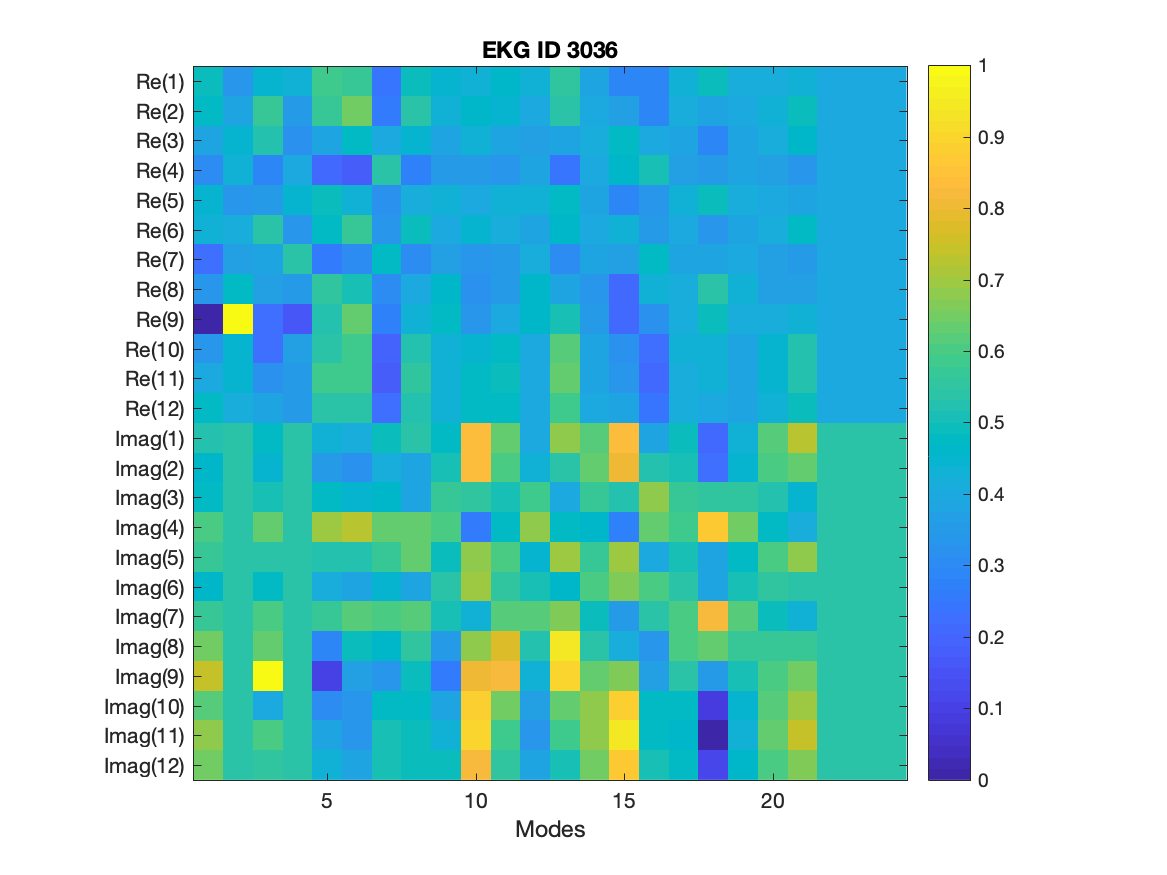 EKG ID 3036
Re(1)
Re(2)
Re(3)
Re(4)
Re(5)
Re(6)
Re(7)
Re(8)
Re(9)
Re(10)
Re(11)
Re(12)
Imag(1)
Imag(2)
Imag(3)
Imag(4)
Imag(5)
Imag(6)
Imag(7)
Imag(8)
Imag(9)
Imag(10)
Imag(11)
Imag(12)
5 10 15 20
Modes
1
0.9
0.8
0.7
0.6
0.5
0.4
0.3
0.2
0.1
0